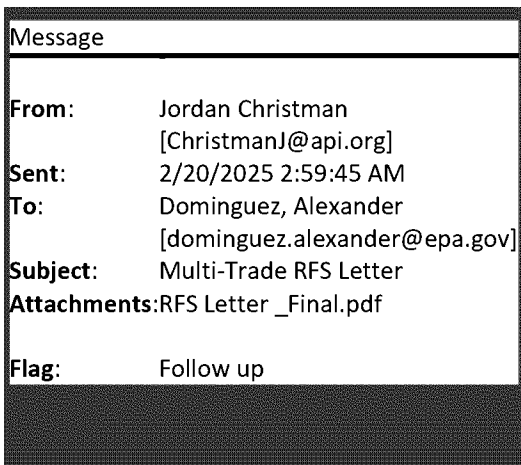 Message
From: Jordan Christman
[ChristmanJ@api.org]
Sent: 2/20/2025 2:59:45 AM
To: Dominguez, Alexander
[dominguez.alexander@epa.gov]
Subject: Multi-Trade RFS Letter
Attachments:RFS Letter _Final.pdf
Flag: Follow up